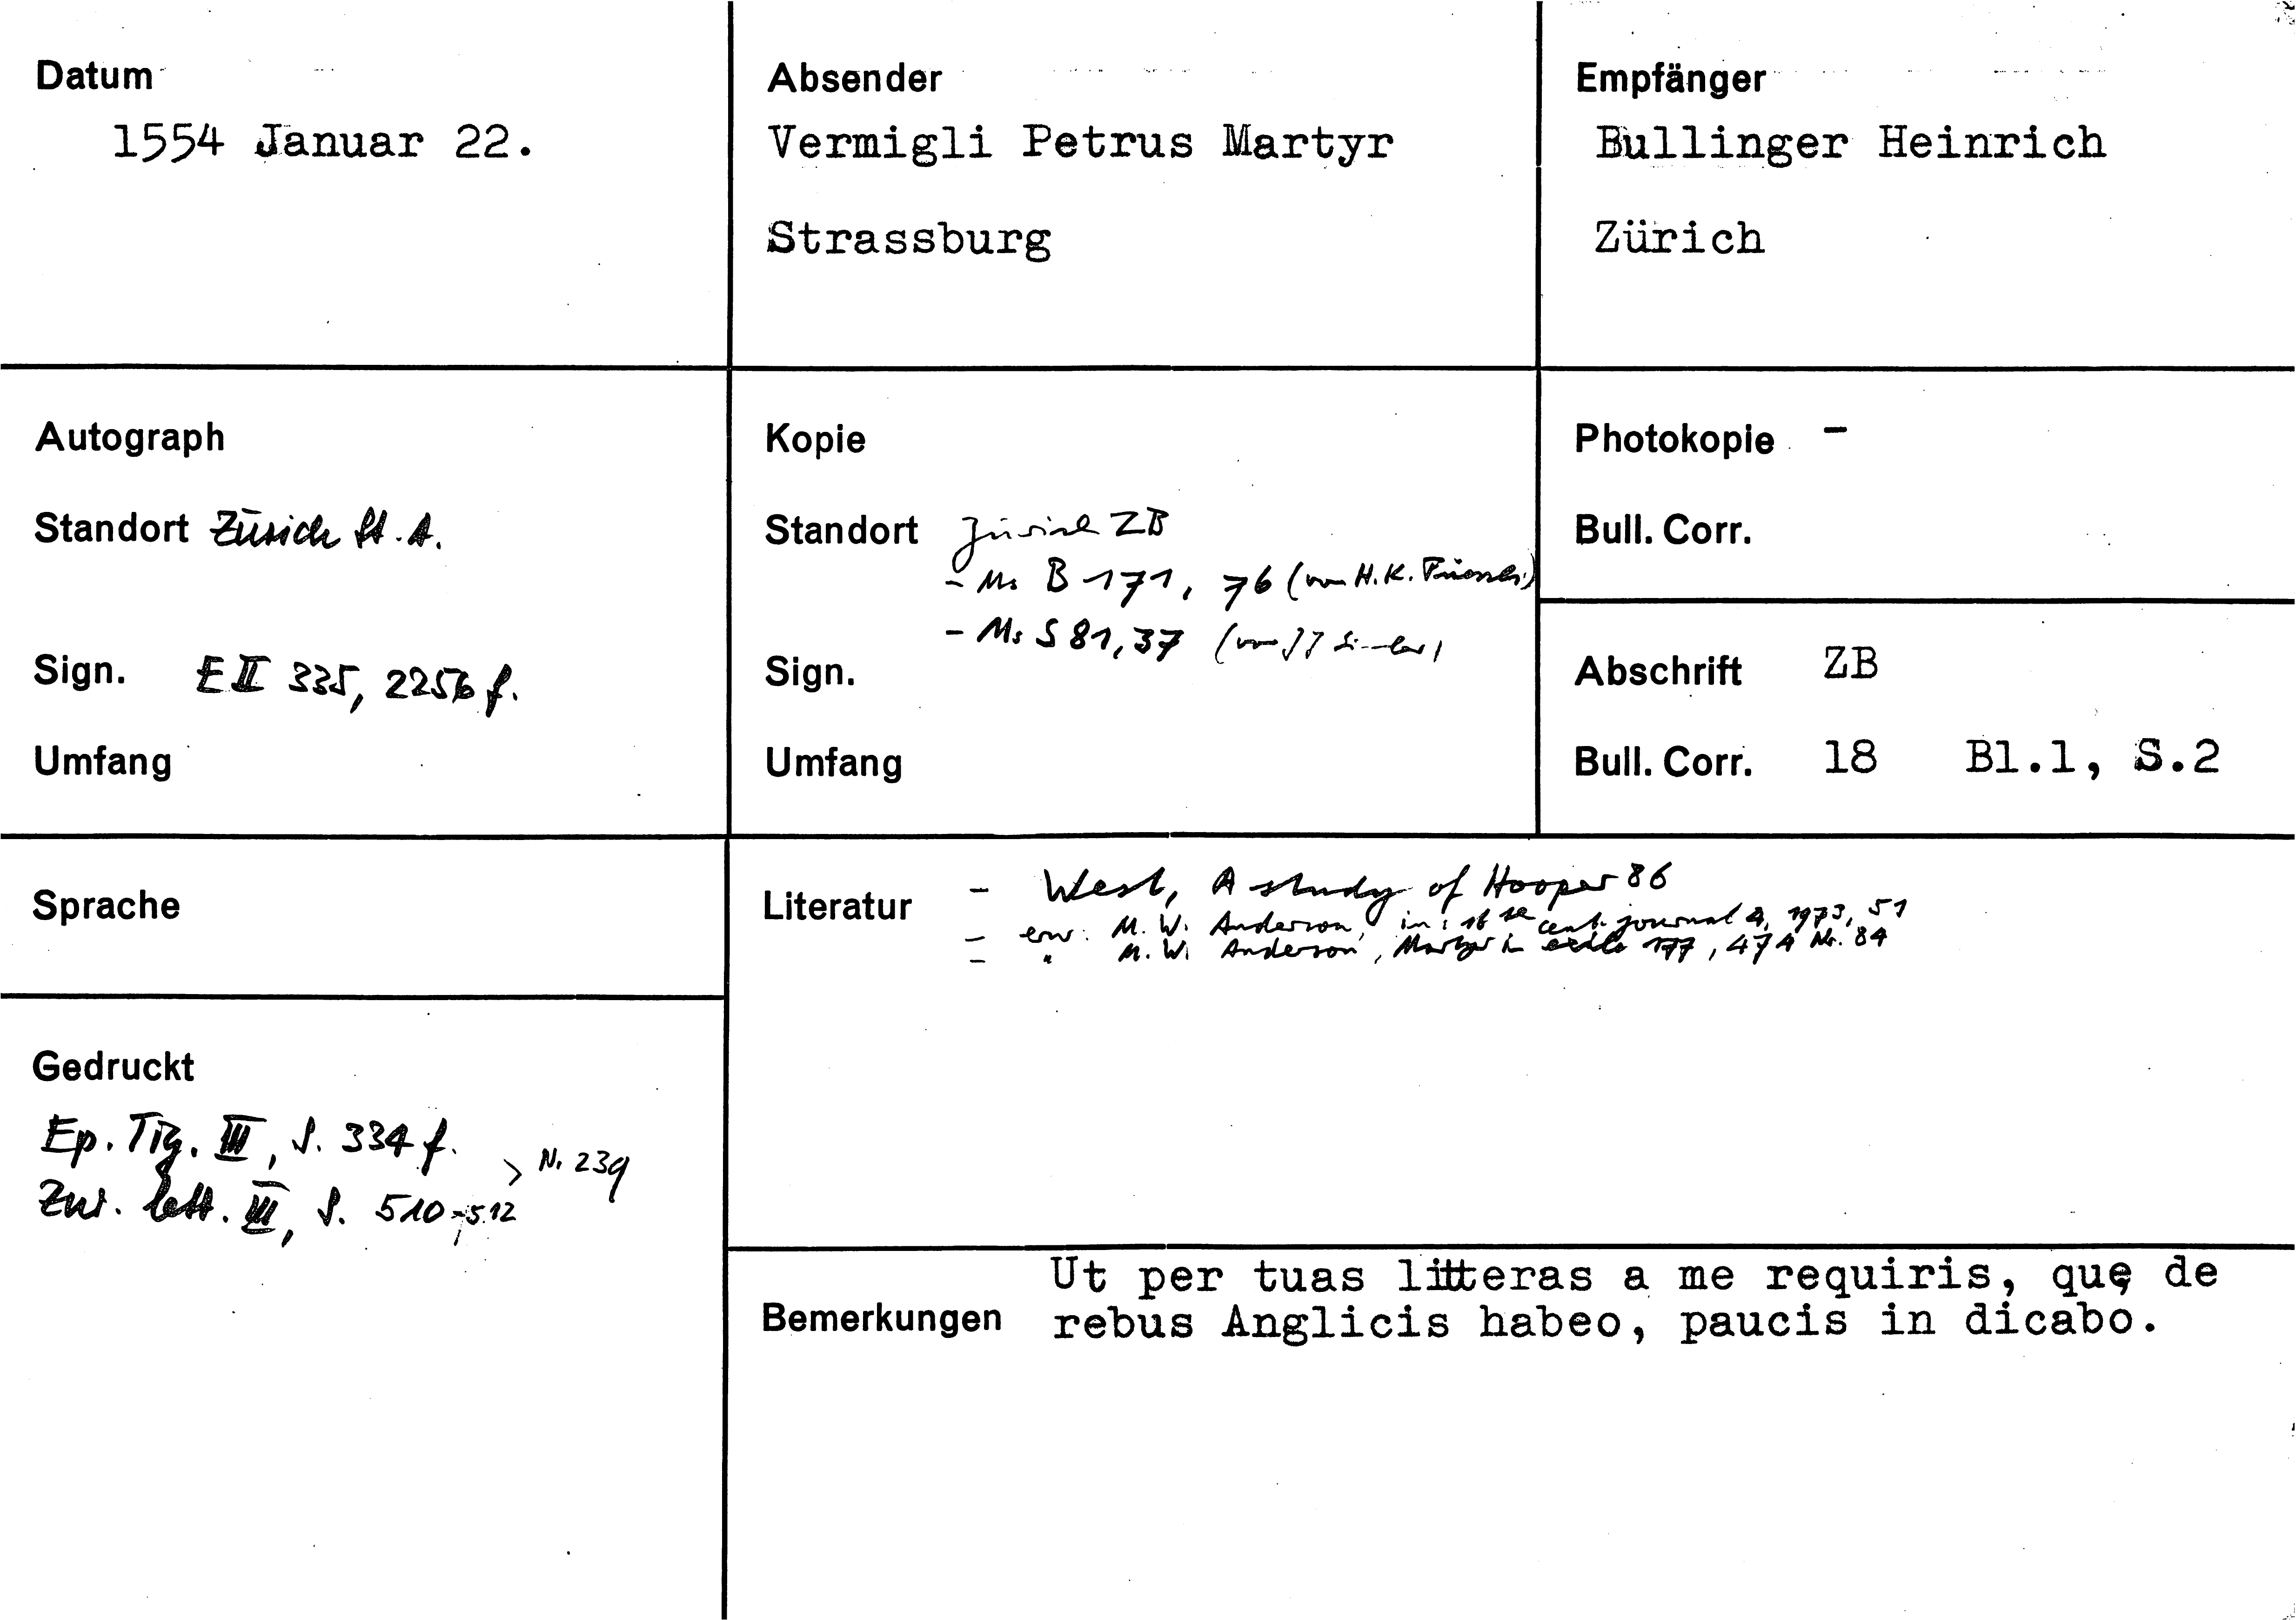 Datum
1554 Januar 22.
Absender
Vermigli Petrus Martyr
Strassburg
Empfänger
Bullinger Heinrich
Zürich
Autograph
Standort Zürich St. A.
Sign. E II 335, 2256 f.
Umfang
Kopie
Standort Zürich ZB
- Ms B 171, 76 (von H. K. Füessli)
- Ms S 81, 37 (von JJ Simler)
Sign.
Umfang
Photokopie -
Bull. Corr.
Abschrift ZB
Bull. Corr. 18 Bl.1, S.2
Sprache
Literatur - West, A study of Hooper 86
- erw. M. W. Anderson, in: 16 cent. journal 4, 1973, 51
- " M. W. Anderson, Martyr in exile 177, 474 Nr. 84
Gedruckt
Ep. Tig. III, S. 334 f.
> N. 239
Zur. lett. III, S. 510-512
Bemerkungen
Ut per tuas litteras a me requiris, quę de
rebus Anglicis habeo, paucis in dicabo.